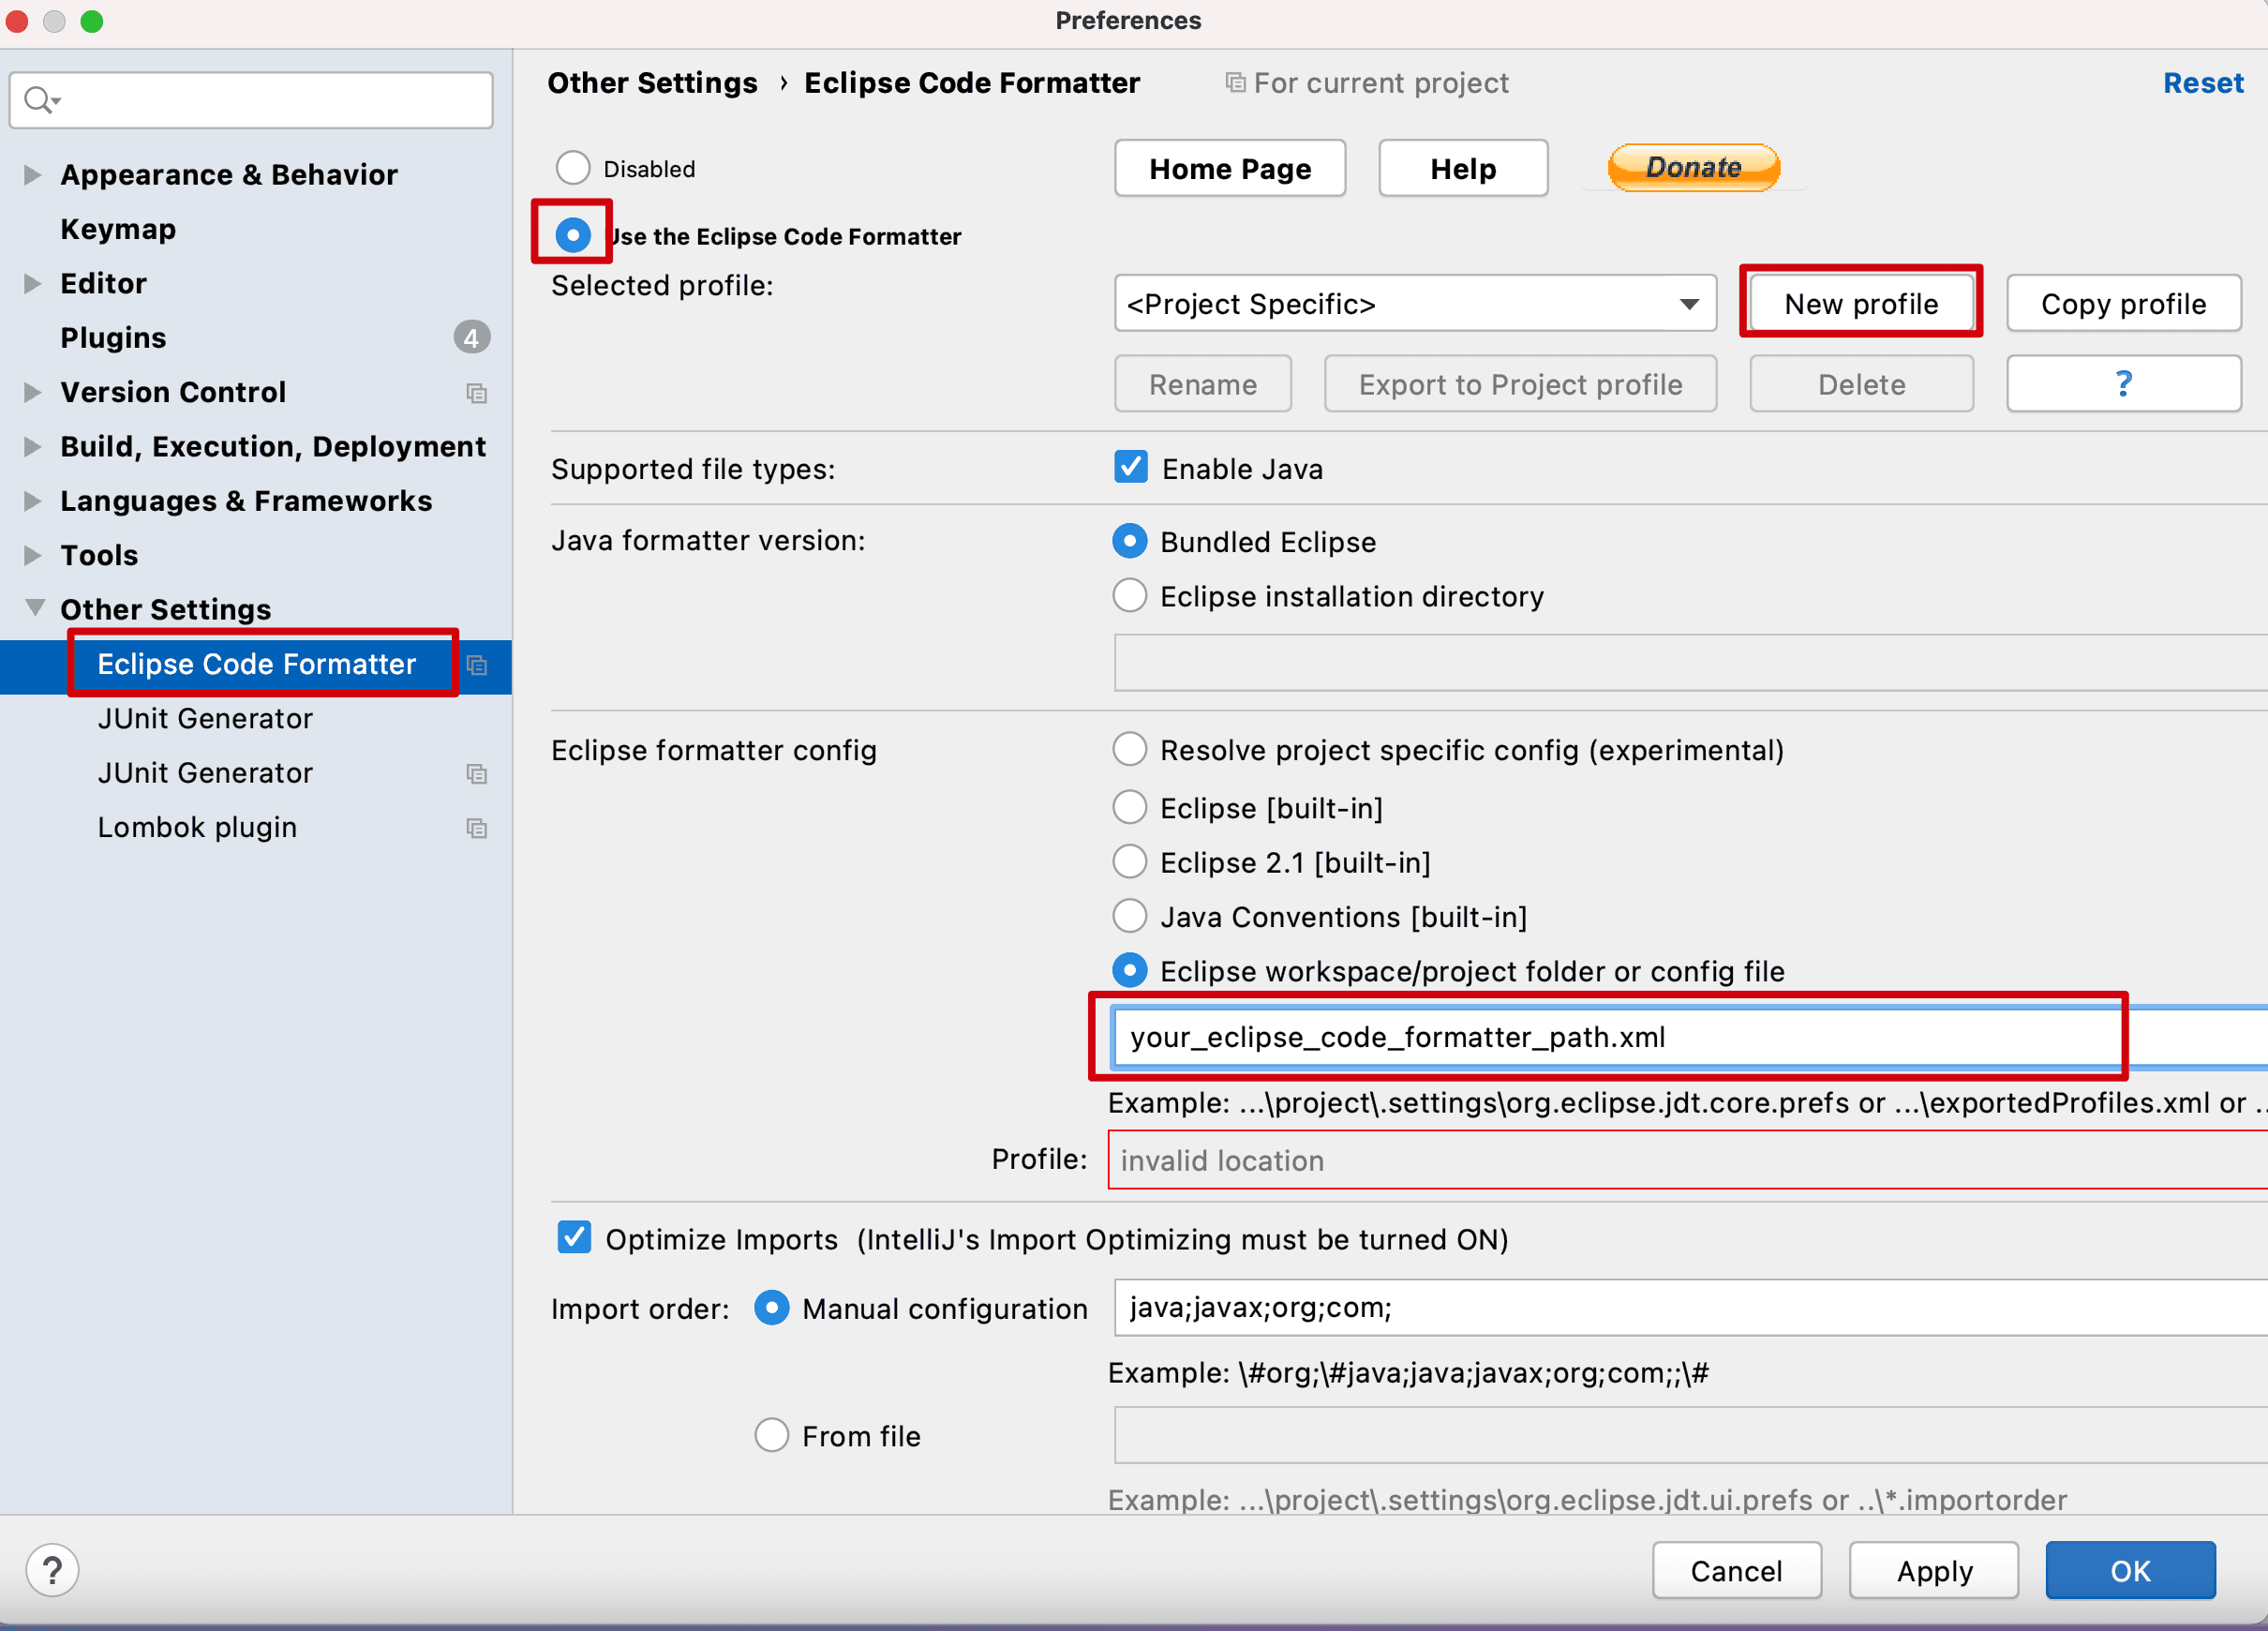 Preferences
Other Settings › Eclipse Code Formatter For current project Reset
Appearance & Behavior
Keymap
Editor
Plugins 4
Version Control
Build, Execution, Deployment
Languages & Frameworks
Tools
Other Settings
Eclipse Code Formatter
JUnit Generator
JUnit Generator
Lombok plugin
Disabled Home Page Help Donate
Use the Eclipse Code Formatter
Selected profile: <Project Specific> New profile Copy profile
Rename Export to Project profile Delete ?
Supported file types: Enable Java
Java formatter version: Bundled Eclipse
Eclipse installation directory
Eclipse formatter config Resolve project specific config (experimental)
Eclipse [built-in]
Eclipse 2.1 [built-in]
Java Conventions [built-in]
Eclipse workspace/project folder or config file
your_eclipse_code_formatter_path.xml
Example: ...\project\.settings\org.eclipse.jdt.core.prefs or ...\exportedProfiles.xml or ..
Profile: invalid location
Optimize Imports (IntelliJ's Import Optimizing must be turned ON)
Import order: Manual configuration java;javax;org;com;
Example: \#org;\#java;java;javax;org;com;;\#
From file
Example: ...\project\.settings\org.eclipse.jdt.ui.prefs or ..\*.importorder
? Cancel Apply OK